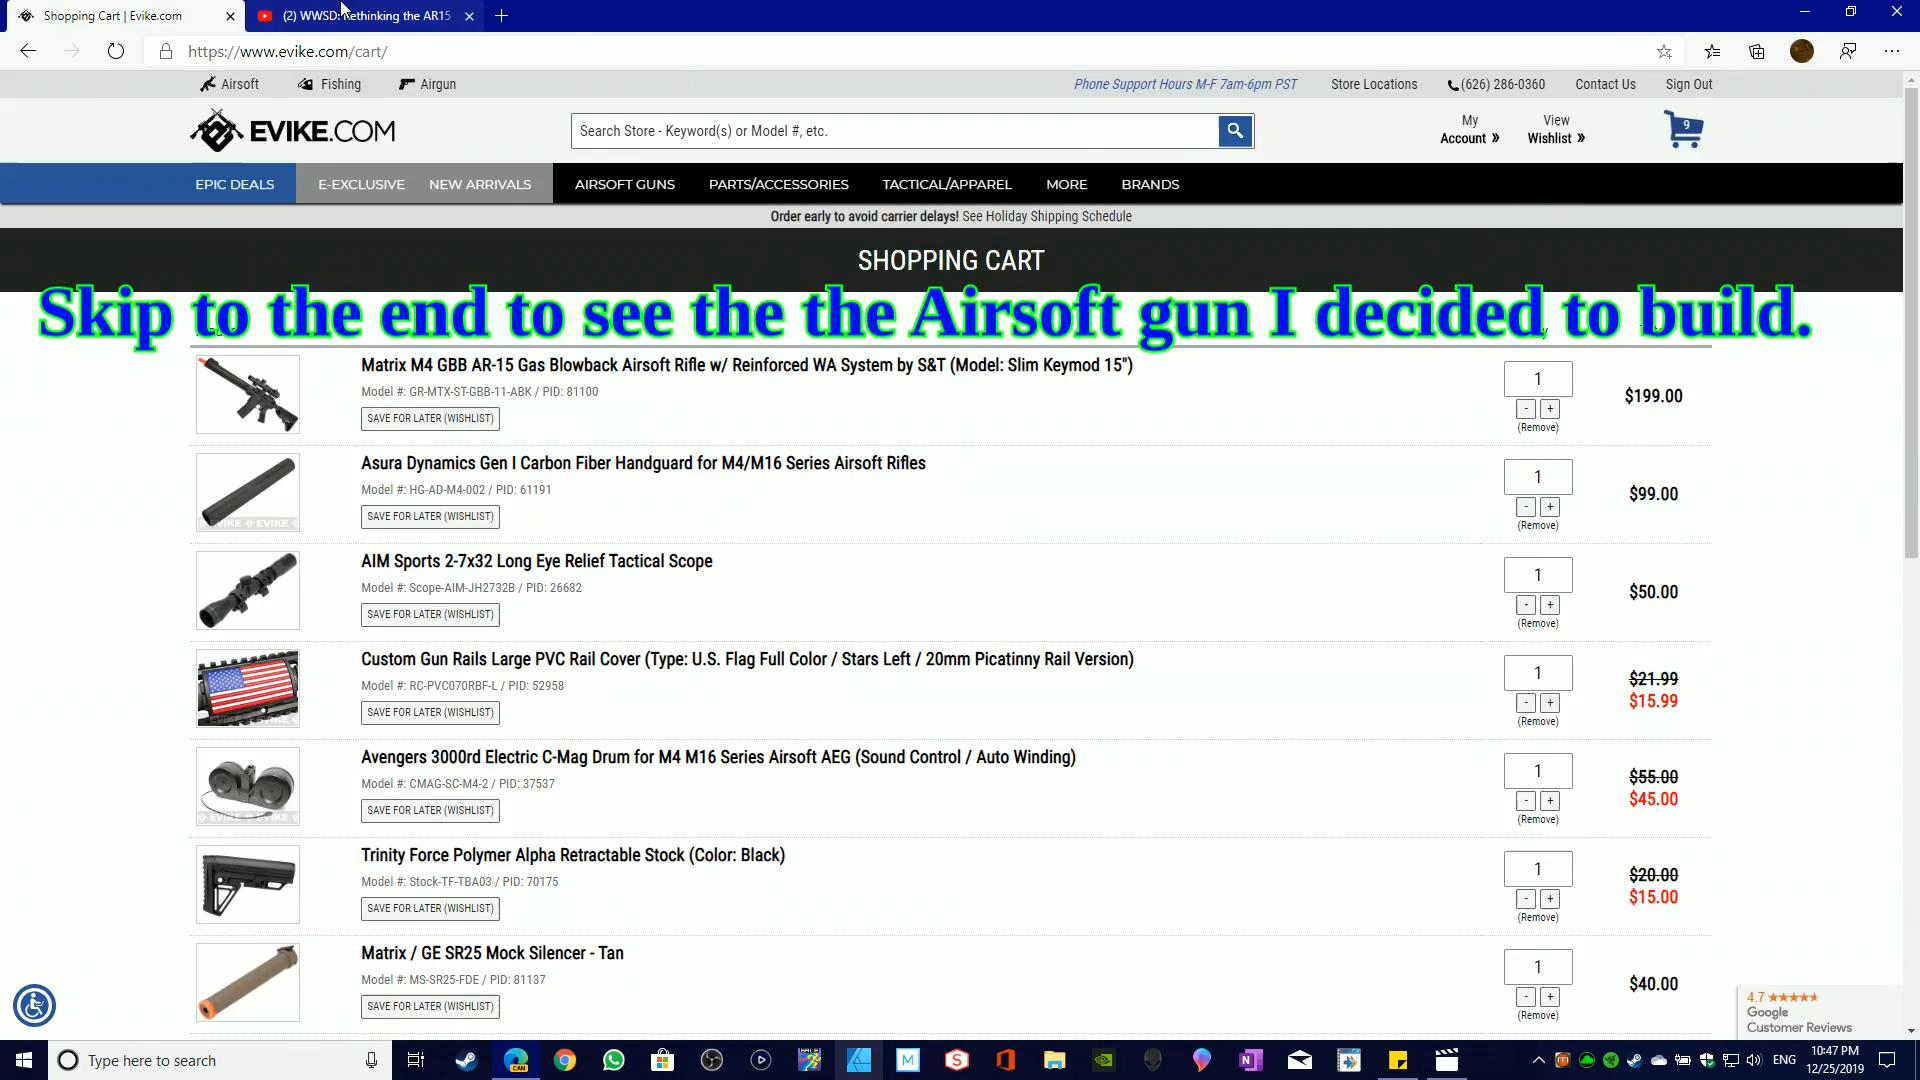 Shopping Cart | Evike.com
(2) WWSD: Rethinking the AR15
https://www.evike.com/cart/
Airsoft
Fishing
Airgun
Phone Support Hours M-F 7am-6pm PST
Store Locations
(626) 286-0360
Contact Us
Sign Out
EVIKE.COM
Search Store - Keyword(s) or Model #, etc.
My
Account »
View
Wishlist »
9
EPIC DEALS
E-EXCLUSIVE
NEW ARRIVALS
AIRSOFT GUNS
PARTS/ACCESSORIES
TACTICAL/APPAREL
MORE
BRANDS
Order early to avoid carrier delays! See Holiday Shipping Schedule
SHOPPING CART
Skip to the end to see the the Airsoft gun I decided to build.
Matrix M4 GBB AR-15 Gas Blowback Airsoft Rifle w/ Reinforced WA System by S&T (Model: Slim Keymod 15")
Model #: GR-MTX-ST-GBB-11-ABK / PID: 81100
SAVE FOR LATER (WISHLIST)
1
- +
(Remove)
$199.00
Asura Dynamics Gen I Carbon Fiber Handguard for M4/M16 Series Airsoft Rifles
Model #: HG-AD-M4-002 / PID: 61191
SAVE FOR LATER (WISHLIST)
1
- +
(Remove)
$99.00
EVIKE EVIKE
AIM Sports 2-7x32 Long Eye Relief Tactical Scope
Model #: Scope-AIM-JH2732B / PID: 26682
SAVE FOR LATER (WISHLIST)
1
- +
(Remove)
$50.00
Custom Gun Rails Large PVC Rail Cover (Type: U.S. Flag Full Color / Stars Left / 20mm Picatinny Rail Version)
Model #: RC-PVC070RBF-L / PID: 52958
SAVE FOR LATER (WISHLIST)
1
- +
(Remove)
$21.99
$15.99
Avengers 3000rd Electric C-Mag Drum for M4 M16 Series Airsoft AEG (Sound Control / Auto Winding)
Model #: CMAG-SC-M4-2 / PID: 37537
SAVE FOR LATER (WISHLIST)
1
- +
(Remove)
$55.00
$45.00
EVIKE EVIKE
Trinity Force Polymer Alpha Retractable Stock (Color: Black)
Model #: Stock-TF-TBA03 / PID: 70175
SAVE FOR LATER (WISHLIST)
1
- +
(Remove)
$20.00
$15.00
Matrix / GE SR25 Mock Silencer - Tan
Model #: MS-SR25-FDE / PID: 81137
SAVE FOR LATER (WISHLIST)
1
- +
(Remove)
$40.00
4.7
Google
Customer Reviews
Type here to search
CAN
ENG
10:47 PM
12/25/2019